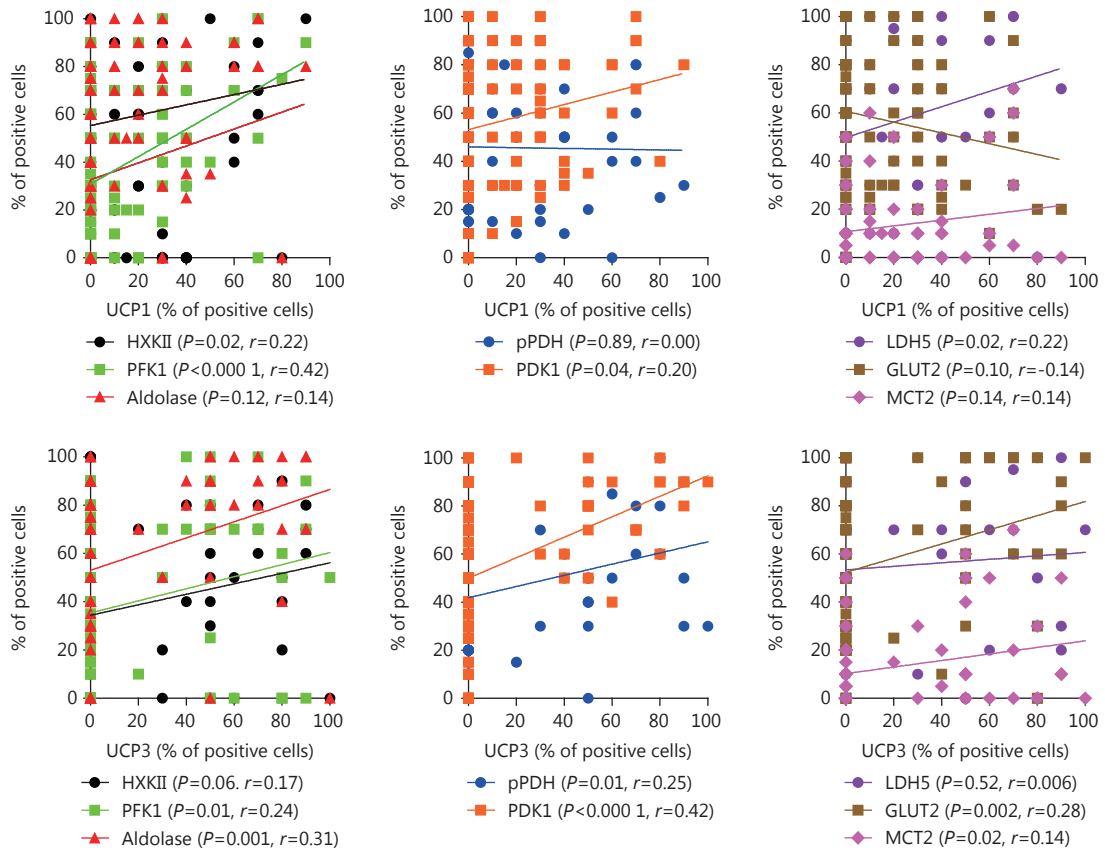 % of positive cells
100
80
60
40
20
0
0 20 40 60 80 100
UCP1 (% of positive cells)
HXKII (P=0.02, r=0.22)
PFK1 (P<0.000 1, r=0.42)
Aldolase (P=0.12, r=0.14)
% of positive cells
100
80
60
40
20
0
0 20 40 60 80 100
UCP1 (% of positive cells)
pPDH (P=0.89, r=0.00)
PDK1 (P=0.04, r=0.20)
% of positive cells
100
80
60
40
20
0
0 20 40 60 80 100
UCP1 (% of positive cells)
LDH5 (P=0.02, r=0.22)
GLUT2 (P=0.10, r=-0.14)
MCT2 (P=0.14, r=0.14)
% of positive cells
100
80
60
40
20
0
0 20 40 60 80 100
UCP3 (% of positive cells)
HXKII (P=0.06. r=0.17)
PFK1 (P=0.01, r=0.24)
Aldolase (P=0.001, r=0.31)
% of positive cells
100
80
60
40
20
0
0 20 40 60 80 100
UCP3 (% of positive cells)
pPDH (P=0.01, r=0.25)
PDK1 (P<0.000 1, r=0.42)
% of positive cells
100
80
60
40
20
0
0 20 40 60 80 100
UCP3 (% of positive cells)
LDH5 (P=0.52, r=0.006)
GLUT2 (P=0.002, r=0.28)
MCT2 (P=0.02, r=0.14)